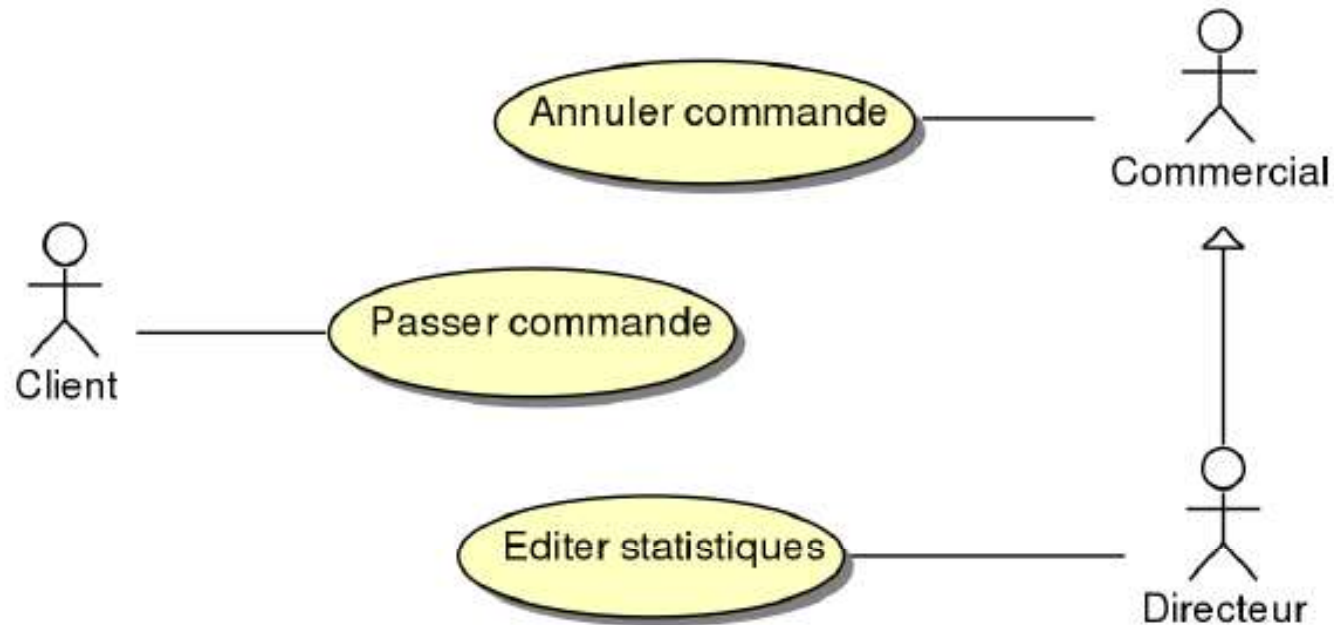 Annuler commande
Commercial
Passer commande
Client
Editer statistiques
Directeur